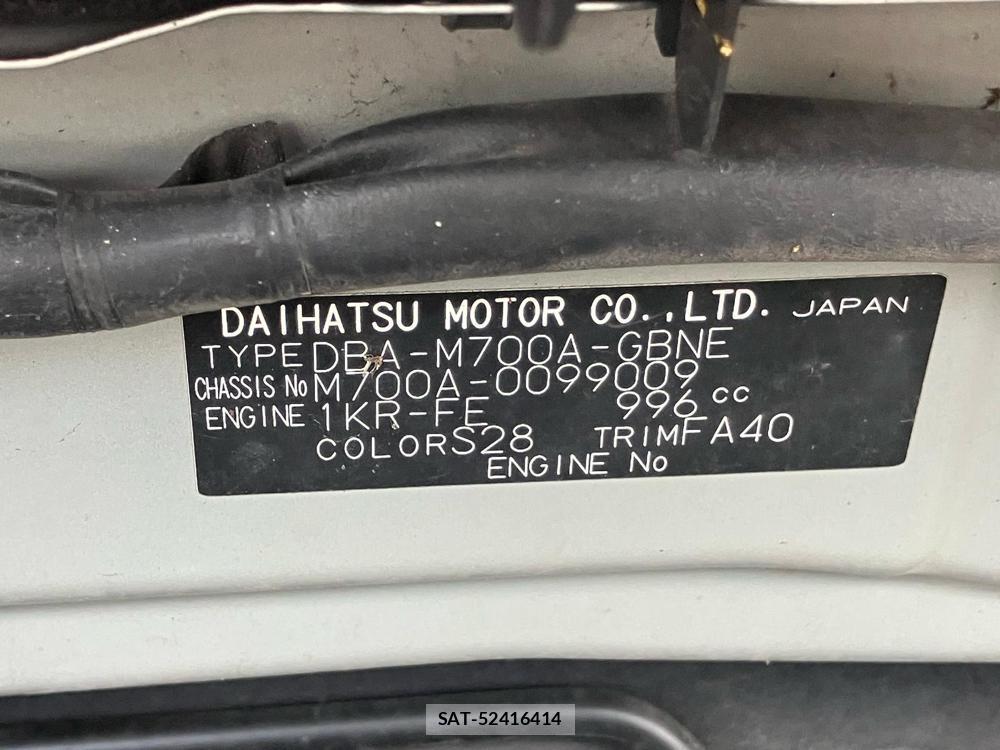 DAIHATSU MOTOR CO.,LTD. JAPAN
TYPE DBA-M700A-GBNE
CHASSIS No M700A-0099009
ENGINE 1KR-FE 996 cc
COLOR S28 TRIM FA40
ENGINE No
SAT-52416414